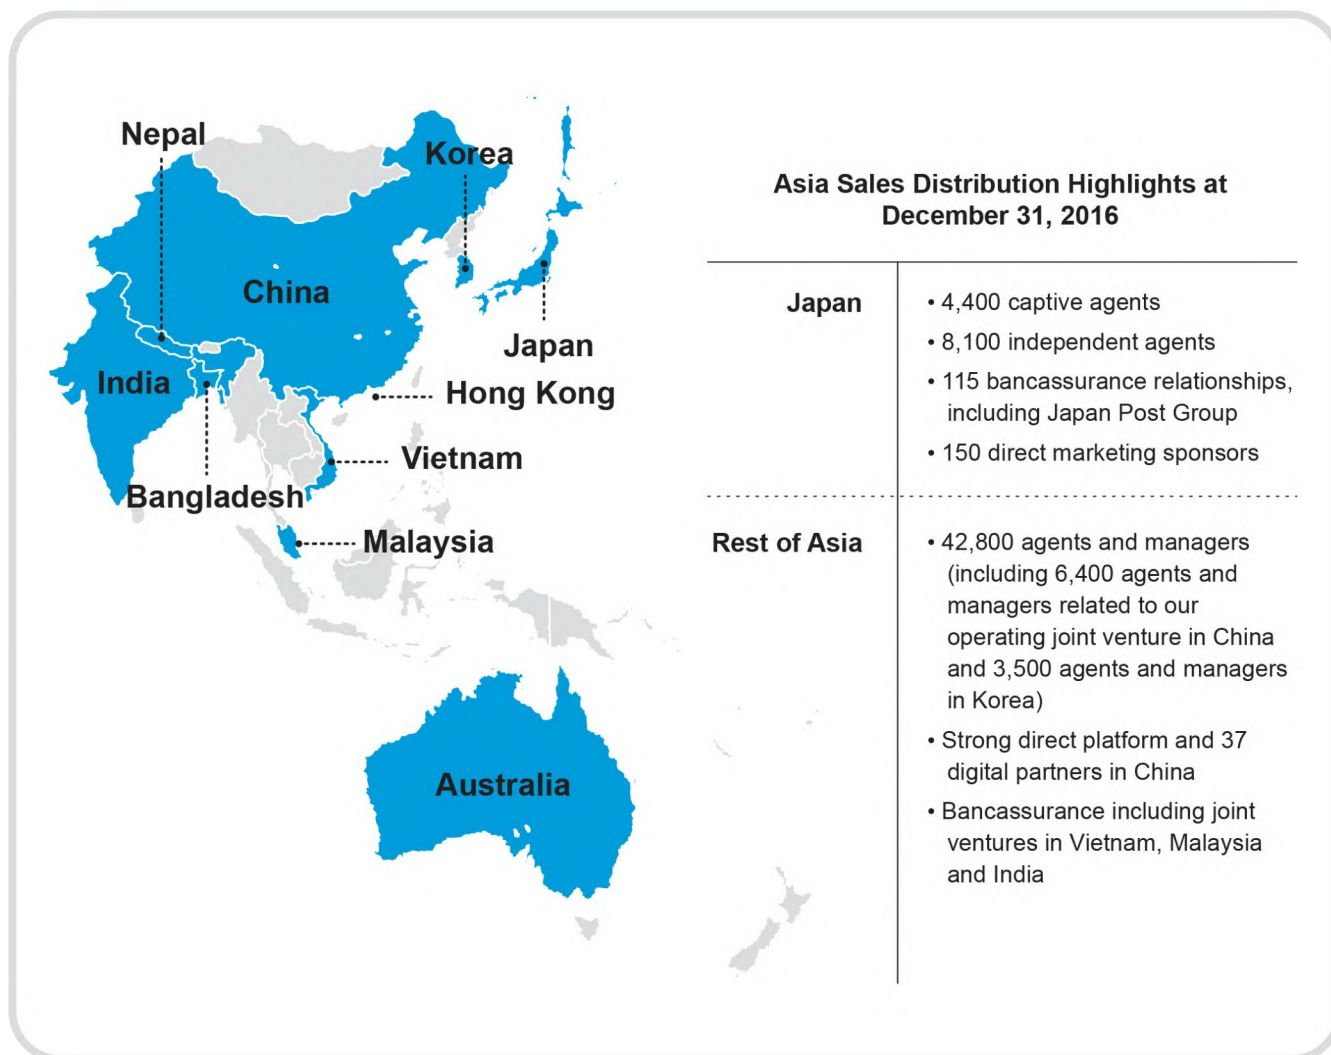 Nepal
Korea
China
Japan
India
Hong Kong
Vietnam
Bangladesh
Malaysia
Australia
Asia Sales Distribution Highlights at
December 31, 2016
Japan
• 4,400 captive agents
• 8,100 independent agents
• 115 bancassurance relationships,
including Japan Post Group
• 150 direct marketing sponsors
Rest of Asia
• 42,800 agents and managers
(including 6,400 agents and
managers related to our
operating joint venture in China
and 3,500 agents and managers
in Korea)
• Strong direct platform and 37
digital partners in China
• Bancassurance including joint
ventures in Vietnam, Malaysia
and India